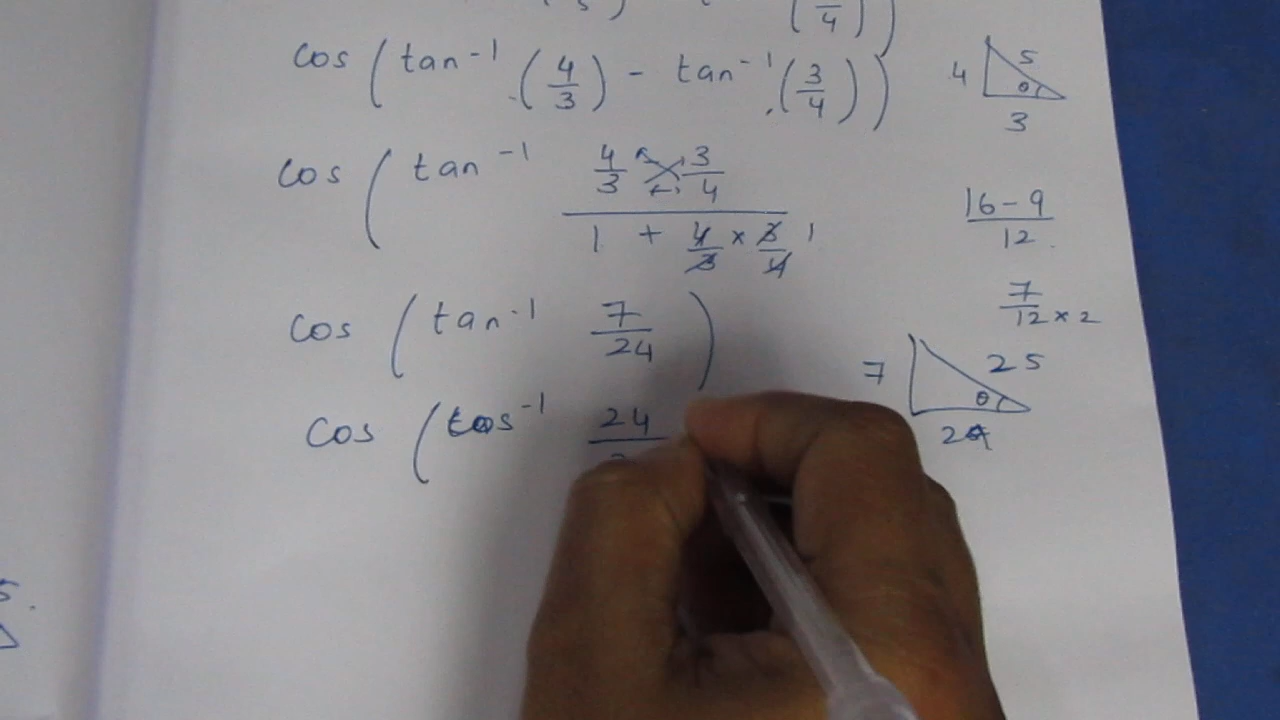 cos ( tan⁻¹ ( 4/3 ) - tan⁻¹ ( 3/4 ) )
4 5 θ 3
cos ( tan⁻¹ 4/3 3/4
1 + 4/3 × 3/4 1
16 - 9 / 12
7 / 12 × 2
cos ( tan⁻¹ 7/24 )
7 25 θ 24
cos ( cos⁻¹ 24